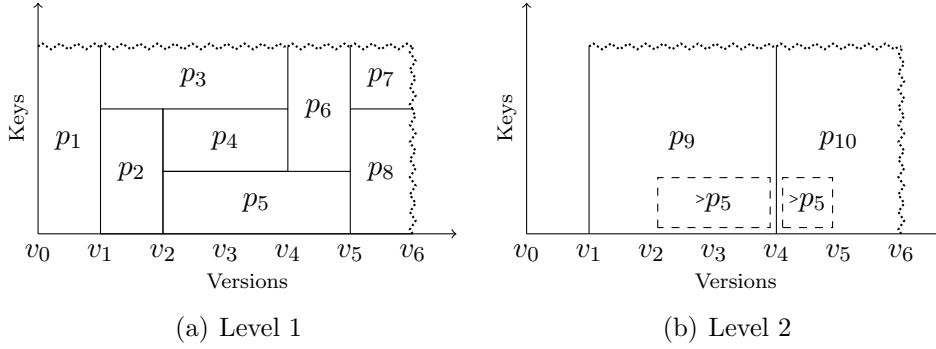 Keys
p3
p7
p6
p1
p4
p2
p8
p5
v0 v1 v2 v3 v4 v5 v6
Versions
(a) Level 1
Keys
p9
p10
>p5
>p5
v0 v1 v2 v3 v4 v5 v6
Versions
(b) Level 2